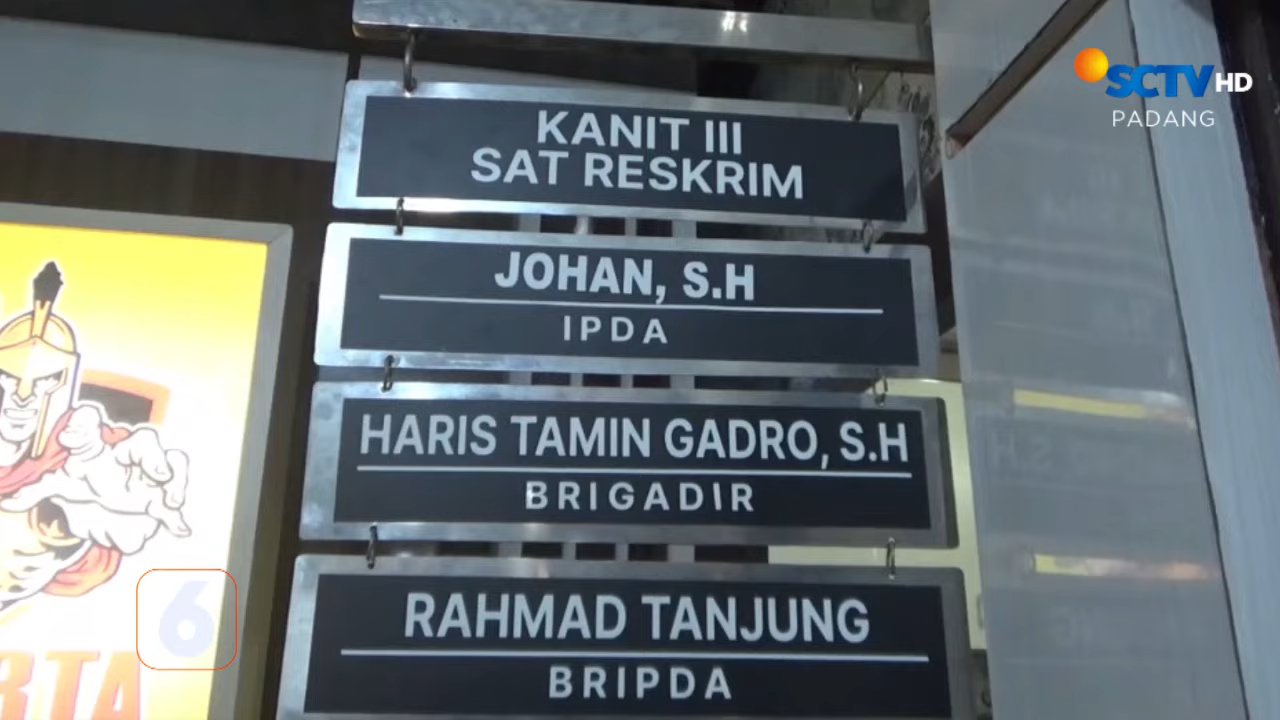 SCTV HD
PADANG
KANIT III
SAT RESKRIM
JOHAN, S.H
IPDA
HARIS TAMIN GADRO, S.H
BRIGADIR
RAHMAD TANJUNG
BRIPDA
6